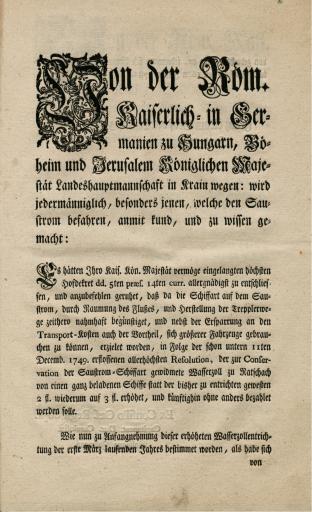 Von der Röm.
Kaiserlich- in Ger-
manien zu Hungarn, Bö-
heim und Jerusalem Königlichen Maje-
stät Landeshauptmannschaft in Krain wegen: wird
jedermänniglich, besonders jenen, welche den Sau-
strom befahren, anmit kund, und zu wissen ge-
macht:
Es hätten Ihro Kais. Kön. Majestät vermöge eingelangten höchsten
Hofdekret dd. 5ten præs. 14ten curr. allergnädigst zu entschlies-
sen, und anzubefehlen geruhet, daß da die Schiffart auf dem Sau-
strom, durch Raumung des Flußes, und Herstellung der Trepplerwe-
ge zeithero nahmhaft begünstiget, und nebst der Ersparung an den
Transport-Kosten auch der Vortheil, sich grösserer Fahrzeuge gebrau-
chen zu können, erzielet worden, in Folge der schon untern 11ten
Decemb. 1749. erflossenen allerhöchsten Resolution, der zur Conser-
vation der Saustrom-Schiffart gewidmete Wasserzoll zu Ratschach
von einen ganz beladenen Schiffe statt der bisher zu entrichten gewesten
2 fl. wiederum auf 3 fl. erhöhet, und künftighin ohne anders bezahlet
werden solle.
Wie nun zu Anfangnehmung dieser erhöheten Wasserzollentrich-
tung der erste März laufenden Jahres bestimmet worden, als habe sich
von